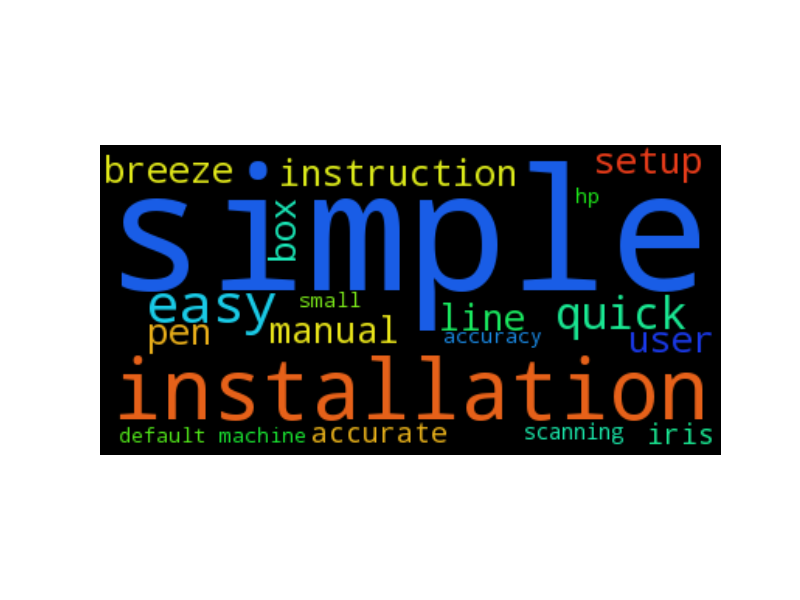 breeze
instruction
setup
simple
hp
box
easy
small
line
quick
pen
manual
accuracy
user
installation
default machine
accurate
scanning
iris